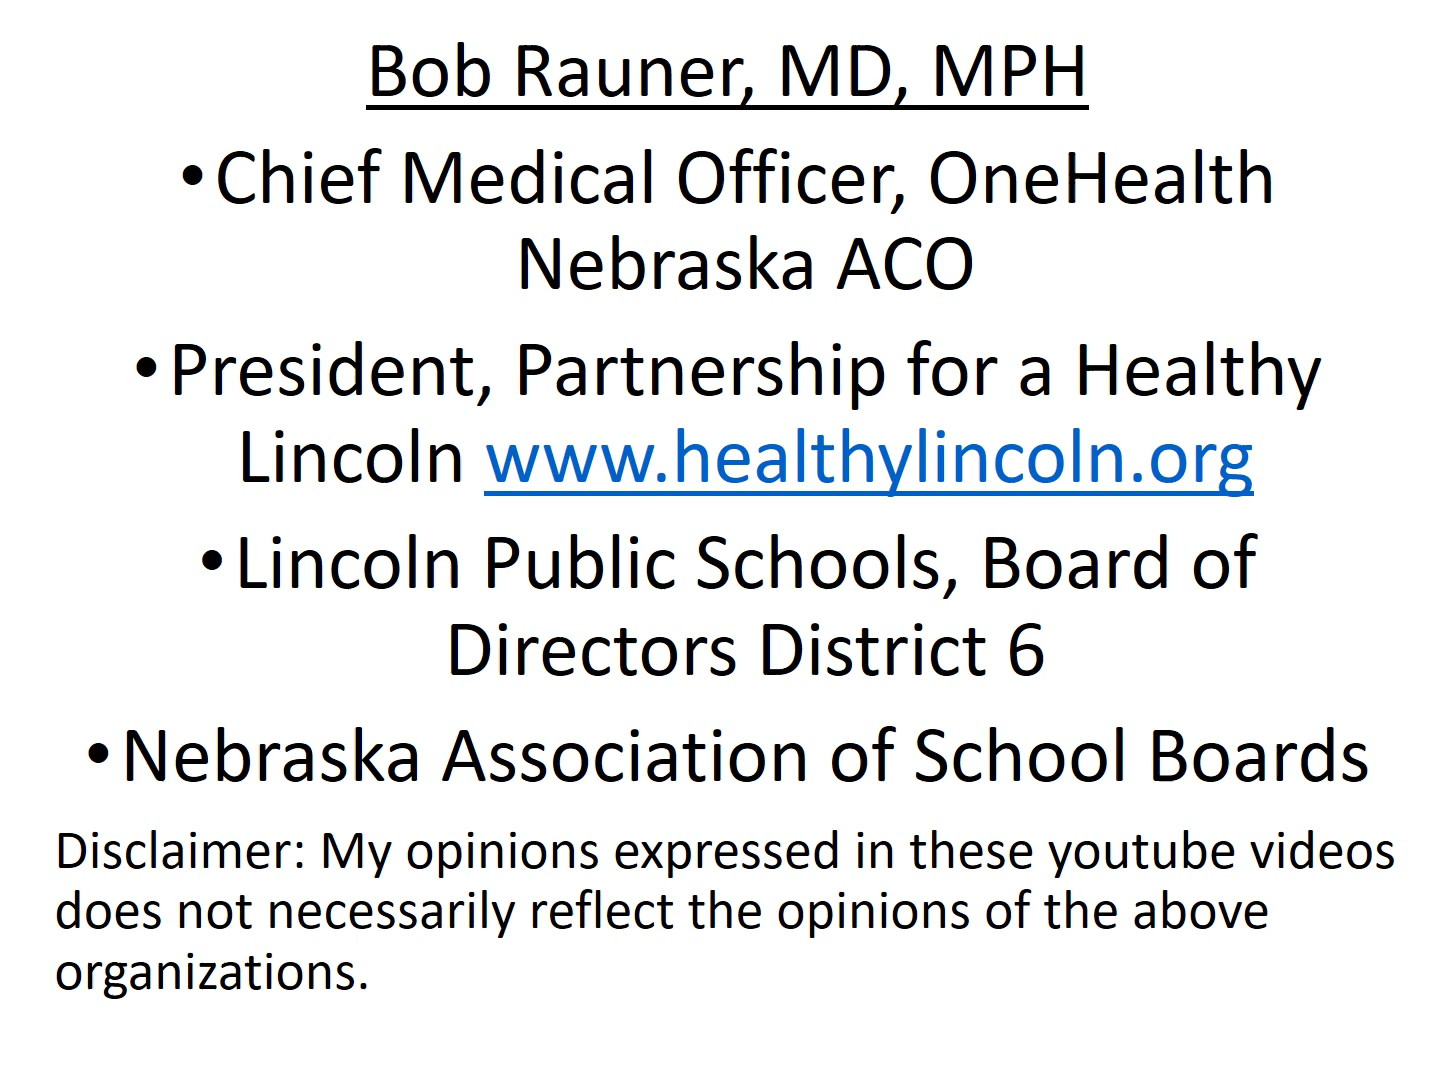 Bob Rauner, MD, MPH
•Chief Medical Officer, OneHealth
Nebraska ACO
•President, Partnership for a Healthy
Lincoln www.healthylincoln.org
•Lincoln Public Schools, Board of
Directors District 6
•Nebraska Association of School Boards
Disclaimer: My opinions expressed in these youtube videos
does not necessarily reflect the opinions of the above
organizations.